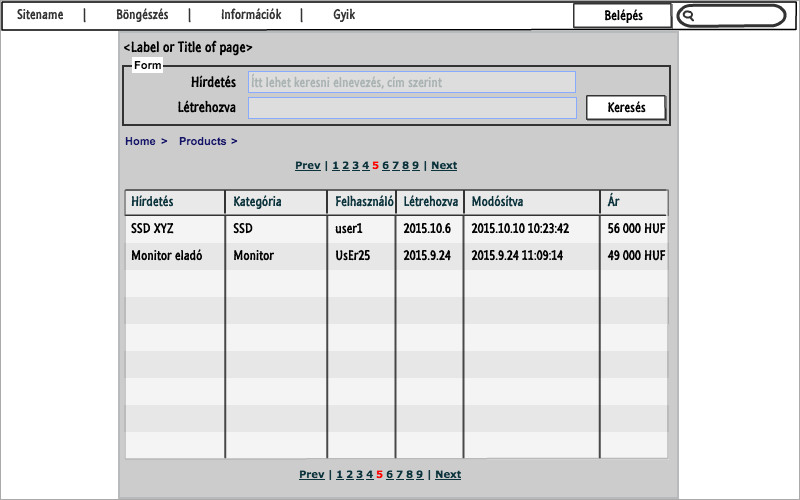 Sitename | Böngészés | Információk | Gyik Belépés
<Label or Title of page>
Form
Hírdetés Ítt lehet keresni elnevezés, cím szerint
Létrehozva Keresés
Home > Products >
Prev | 1 2 3 4 5 6 7 8 9 | Next
Hírdetés Kategória Felhasználó Létrehozva Modósítva Ár
SSD XYZ SSD user1 2015.10.6 2015.10.10 10:23:42 56 000 HUF
Monitor eladó Monitor UsEr25 2015.9.24 2015.9.24 11:09:14 49 000 HUF
Prev | 1 2 3 4 5 6 7 8 9 | Next